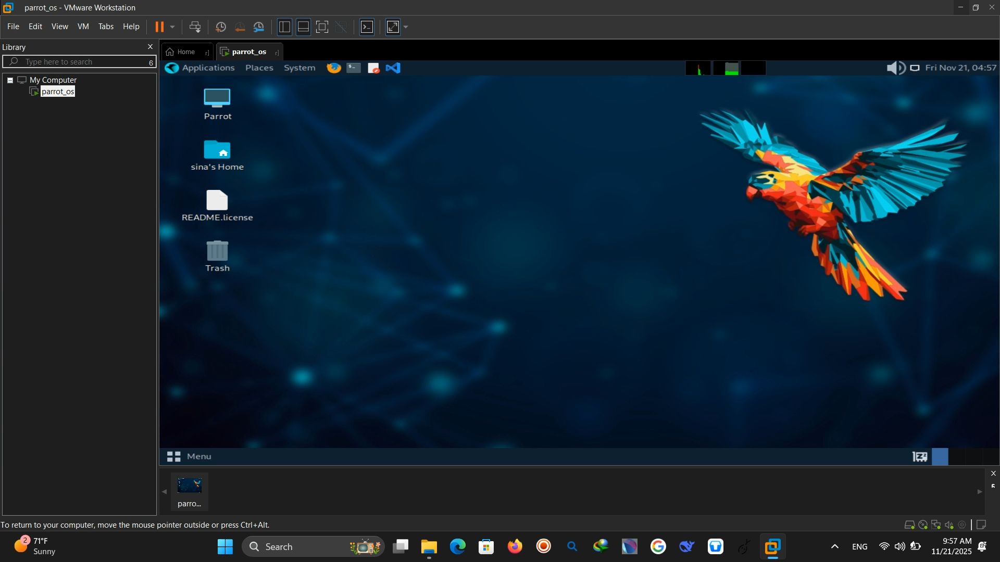 parrot_os - VMware Workstation
File Edit View VM Tabs Help
Library
Type here to search
My Computer
parrot_os
Home
parrot_os
Applications Places System
Fri Nov 21, 04:57
Parrot
sina's Home
README.license
Trash
Menu
parro...
To return to your computer, move the mouse pointer outside or press Ctrl+Alt.
2
71°F
Sunny
Search
ENG
9:57 AM
11/21/2025